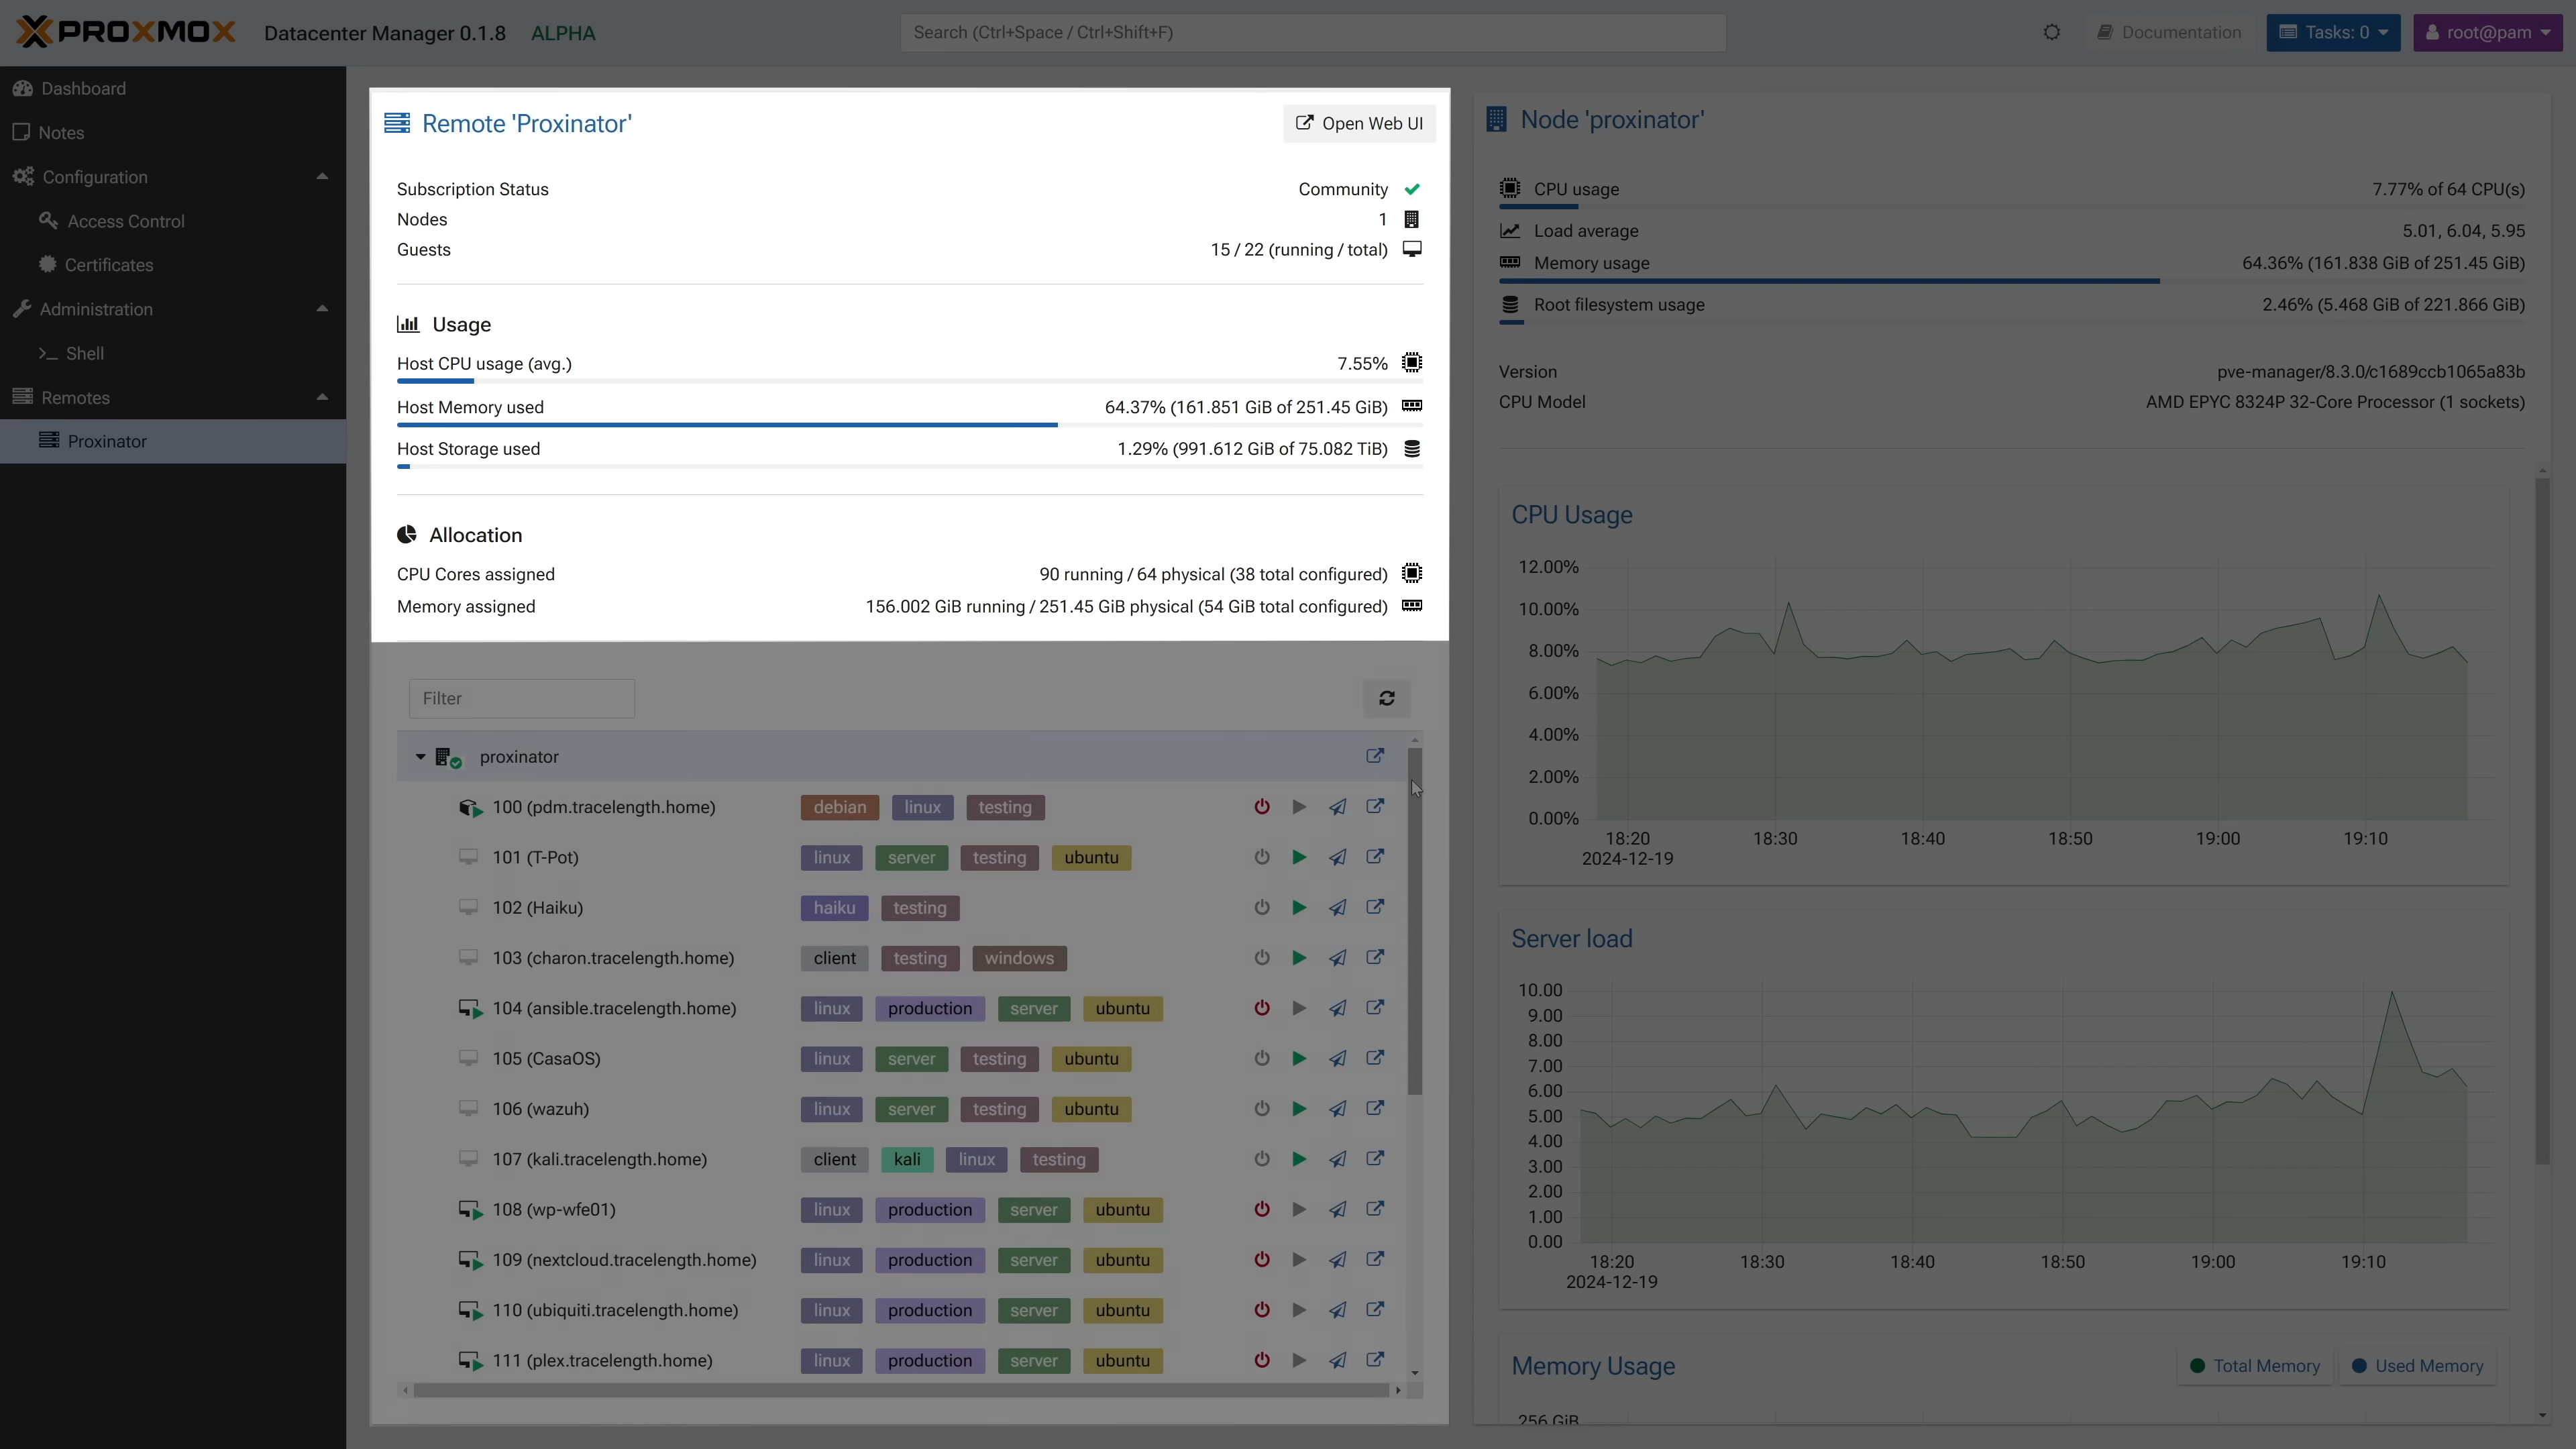 PROXMOX Datacenter Manager 0.1.8 ALPHA
Search (Ctrl+Space / Ctrl+Shift+F)
Documentation
Tasks: 0
root@pam
Dashboard
Notes
Configuration
Access Control
Certificates
Administration
Shell
Remotes
Proxinator
Remote 'Proxinator'
Open Web UI
Subscription Status Community
Nodes 1
Guests 15 / 22 (running / total)
Usage
Host CPU usage (avg.) 7.55%
Host Memory used 64.37% (161.851 GiB of 251.45 GiB)
Host Storage used 1.29% (991.612 GiB of 75.082 TiB)
Allocation
CPU Cores assigned 90 running / 64 physical (38 total configured)
Memory assigned 156.002 GiB running / 251.45 GiB physical (54 GiB total configured)
Filter
proxinator
100 (pdm.tracelength.home) debian linux testing
101 (T-Pot) linux server testing ubuntu
102 (Haiku) haiku testing
103 (charon.tracelength.home) client testing windows
104 (ansible.tracelength.home) linux production server ubuntu
105 (CasaOS) linux server testing ubuntu
106 (wazuh) linux server testing ubuntu
107 (kali.tracelength.home) client kali linux testing
108 (wp-wfe01) linux production server ubuntu
109 (nextcloud.tracelength.home) linux production server ubuntu
110 (ubiquiti.tracelength.home) linux production server ubuntu
111 (plex.tracelength.home) linux production server ubuntu
Node 'proxinator'
CPU usage 7.77% of 64 CPU(s)
Load average 5.01, 6.04, 5.95
Memory usage 64.36% (161.838 GiB of 251.45 GiB)
Root filesystem usage 2.46% (5.468 GiB of 221.866 GiB)
Version pve-manager/8.3.0/c1689ccb1065a83b
CPU Model AMD EPYC 8324P 32-Core Processor (1 sockets)
CPU Usage
12.00%
10.00%
8.00%
6.00%
4.00%
2.00%
0.00%
18:20 18:30 18:40 18:50 19:00 19:10
2024-12-19
Server load
10.00
9.00
8.00
7.00
6.00
5.00
4.00
3.00
2.00
1.00
0.00
18:20 18:30 18:40 18:50 19:00 19:10
2024-12-19
Memory Usage
Total Memory
Used Memory
256 GiB